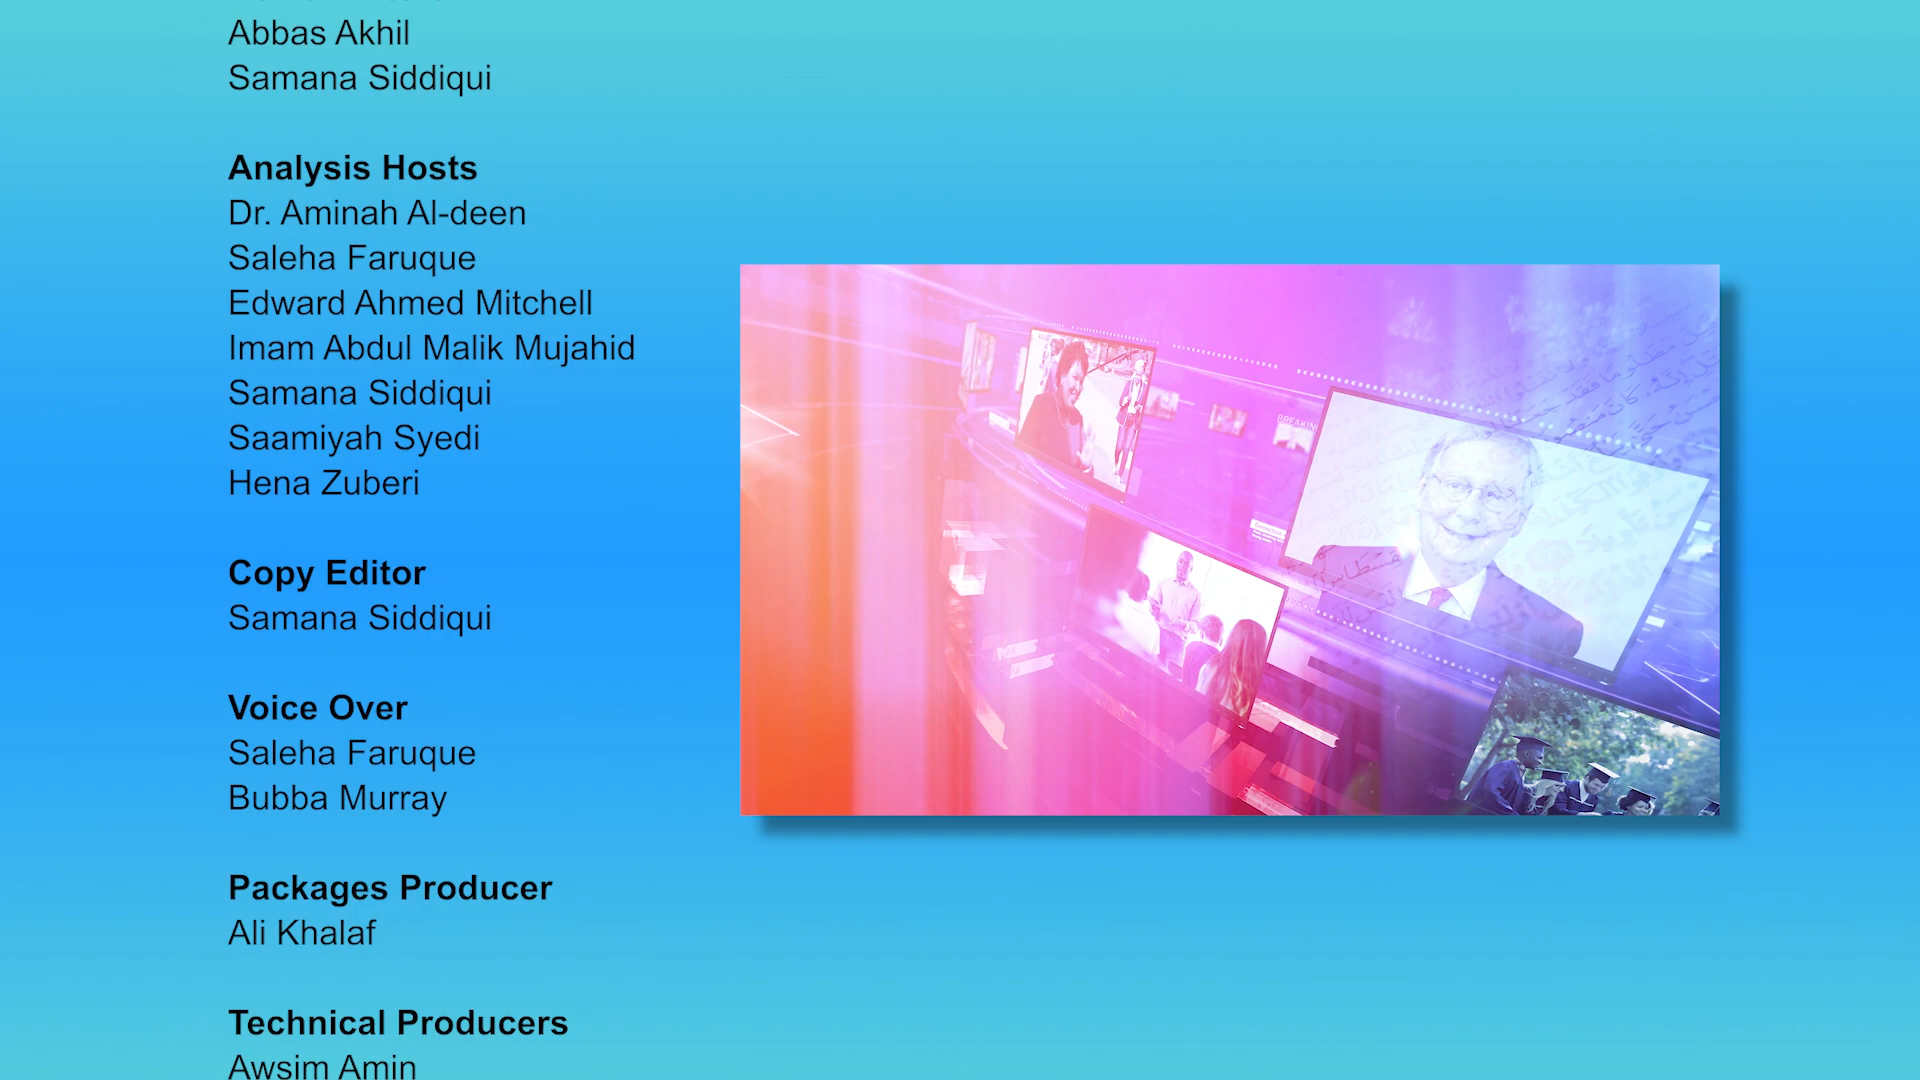 Abbas Akhil
Samana Siddiqui
Analysis Hosts
Dr. Aminah Al-deen
Saleha Faruque
Edward Ahmed Mitchell
Imam Abdul Malik Mujahid
Samana Siddiqui
Saamiyah Syedi
Hena Zuberi
Copy Editor
Samana Siddiqui
Voice Over
Saleha Faruque
Bubba Murray
Packages Producer
Ali Khalaf
Technical Producers
Awsim Amin